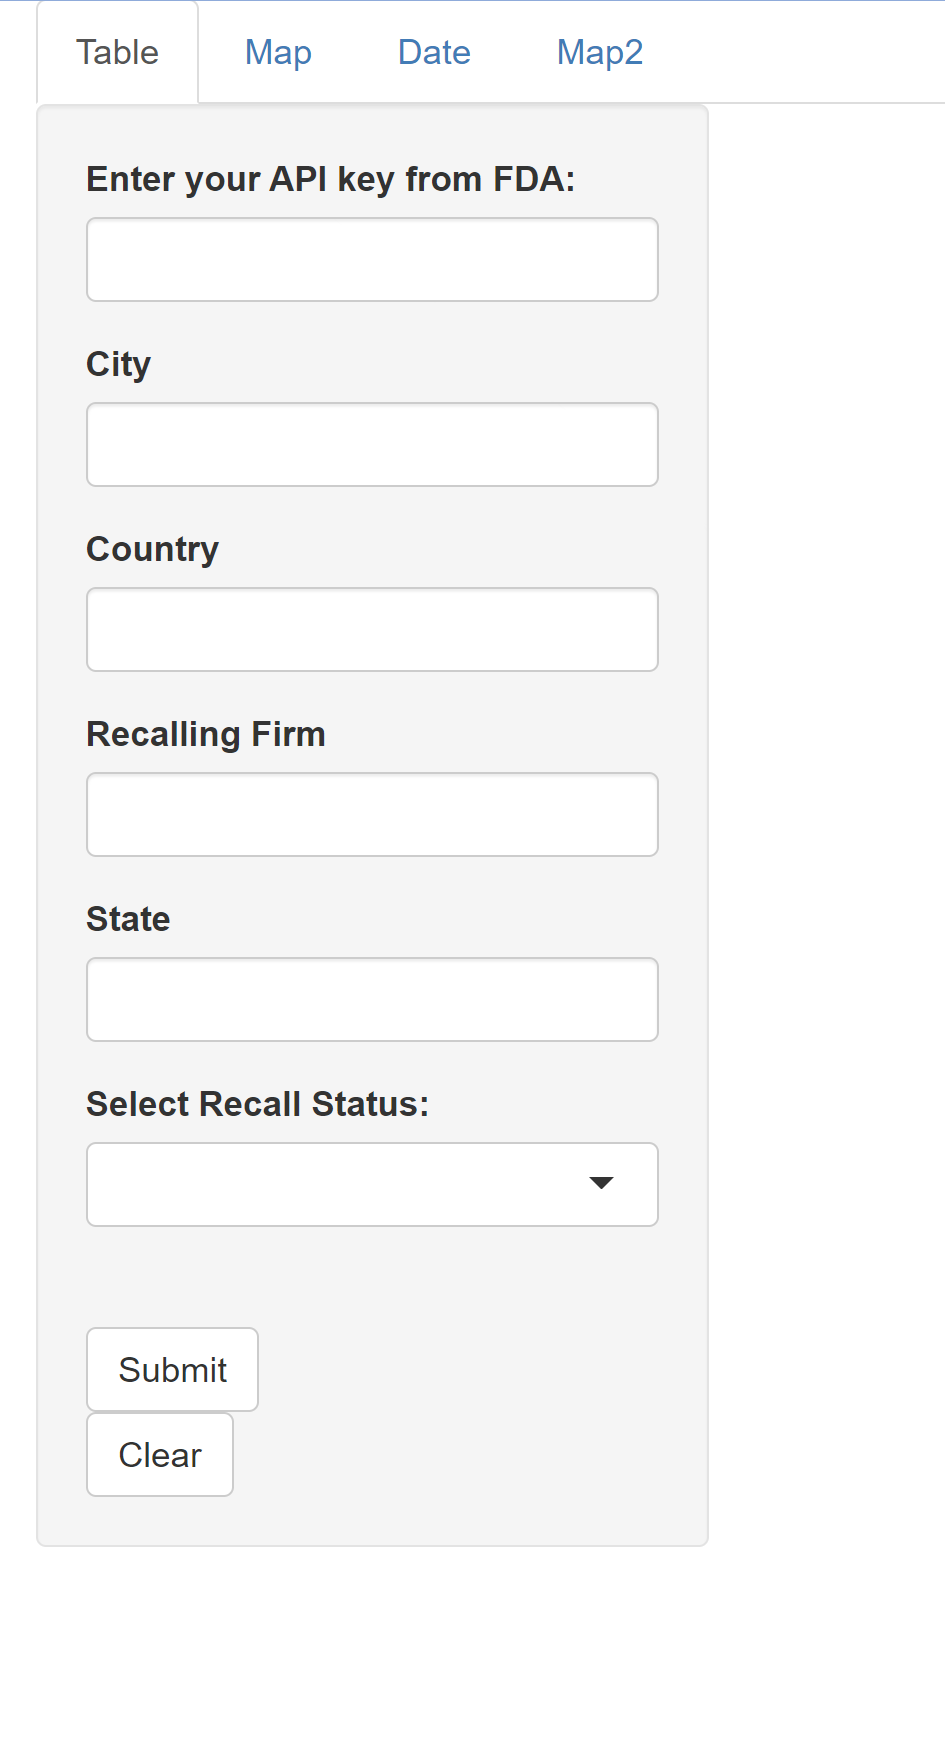 Table Map Date Map2
Enter your API key from FDA:
City
Country
Recalling Firm
State
Select Recall Status:
Submit
Clear